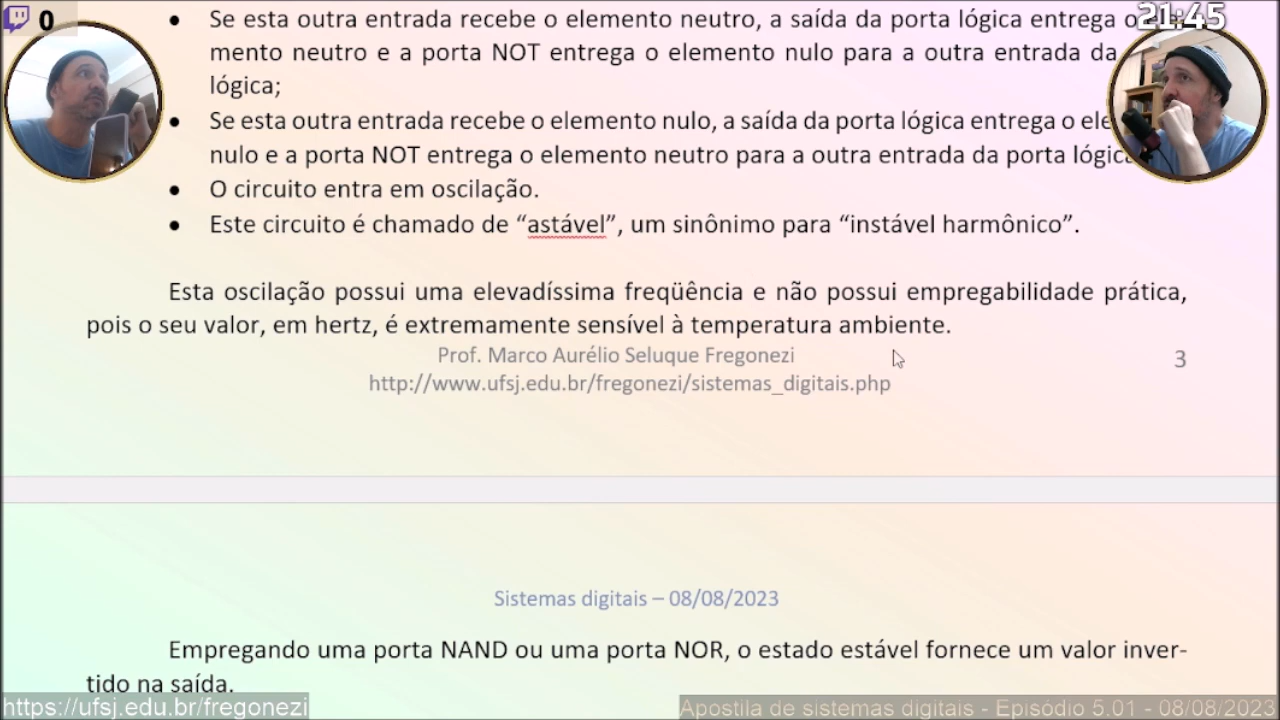 0
21:45
• Se esta outra entrada recebe o elemento neutro, a saída da porta lógica entrega o
mento neutro e a porta NOT entrega o elemento nulo para a outra entrada da
lógica;
• Se esta outra entrada recebe o elemento nulo, a saída da porta lógica entrega o ele
nulo e a porta NOT entrega o elemento neutro para a outra entrada da porta lógic
• O circuito entra em oscilação.
• Este circuito é chamado de “astável”, um sinônimo para “instável harmônico”.
Esta oscilação possui uma elevadíssima freqüência e não possui empregabilidade prática,
pois o seu valor, em hertz, é extremamente sensível à temperatura ambiente.
Prof. Marco Aurélio Seluque Fregonezi
3
http://www.ufsj.edu.br/fregonezi/sistemas_digitais.php
Sistemas digitais – 08/08/2023
Empregando uma porta NAND ou uma porta NOR, o estado estável fornece um valor inver-
tido na saída.
https://ufsj.edu.br/fregonezi
Apostila de sistemas digitais - Episódio 5.01 - 08/08/2023